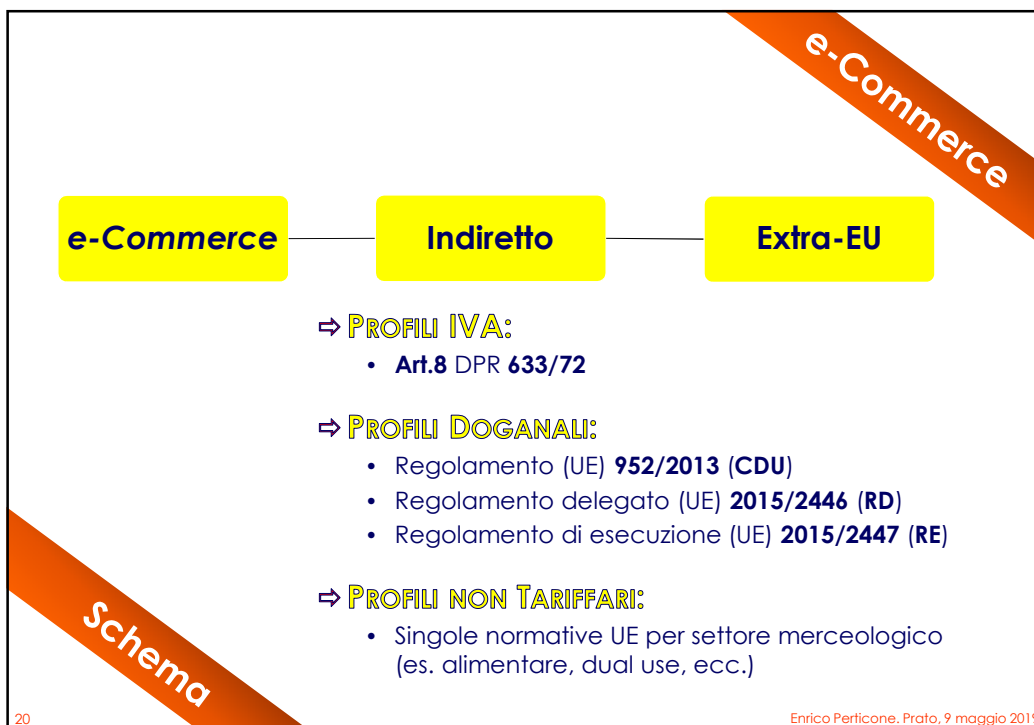 e-Commerce
e-Commerce
Indiretto
Extra-EU
⇨ PROFILI IVA:
• Art.8 DPR 633/72
⇨ PROFILI DOGANALI:
• Regolamento (UE) 952/2013 (CDU)
• Regolamento delegato (UE) 2015/2446 (RD)
• Regolamento di esecuzione (UE) 2015/2447 (RE)
⇨ PROFILI NON TARIFFARI:
• Singole normative UE per settore merceologico
(es. alimentare, dual use, ecc.)
Schema
20
Enrico Perticone. Prato, 9 maggio 2019